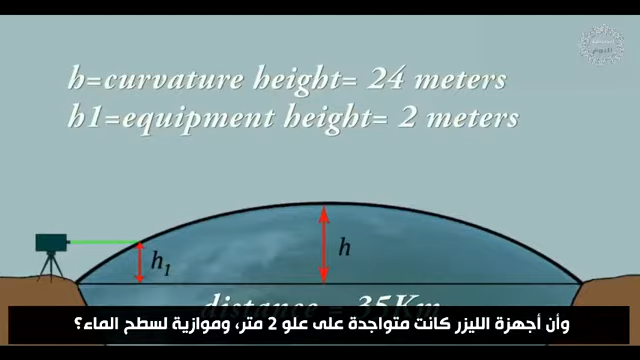 h=curvature height= 24 meters
h1=equipment height= 2 meters
h1
h
distance = 35Km
وأن أجهزة الليزر كانت متواجدة على علو 2 متر، وموازية لسطح الماء؟